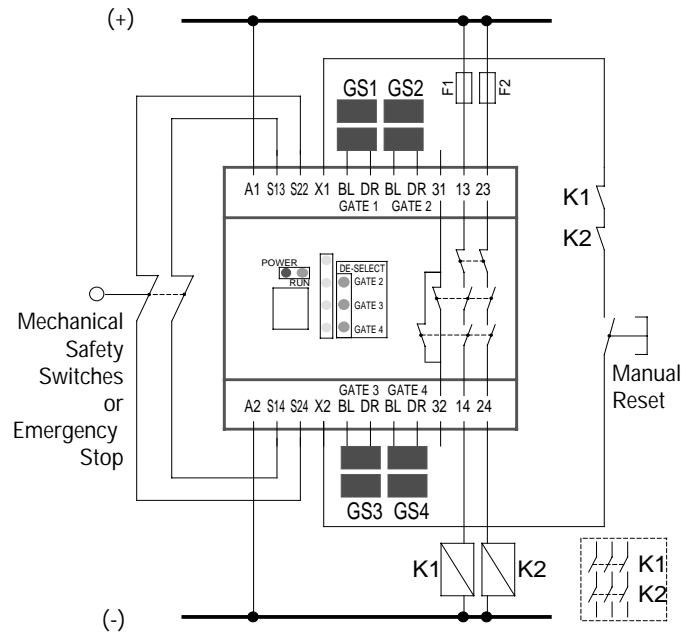 (+)
GS1 GS2
F1
F2
A1 S13 S22 X1 BL DR BL DR 31 13 23
GATE 1 GATE 2
K1
K2
POWER
RUN
DE-SELECT
GATE 2
GATE 3
GATE 4
Mechanical
Safety
Switches
or
Emergency
Stop
Manual
Reset
GATE 3 GATE 4
A2 S14 S24 X2 BL DR BL DR 32 14 24
GS3 GS4
K1 K2
K1
K2
(-)